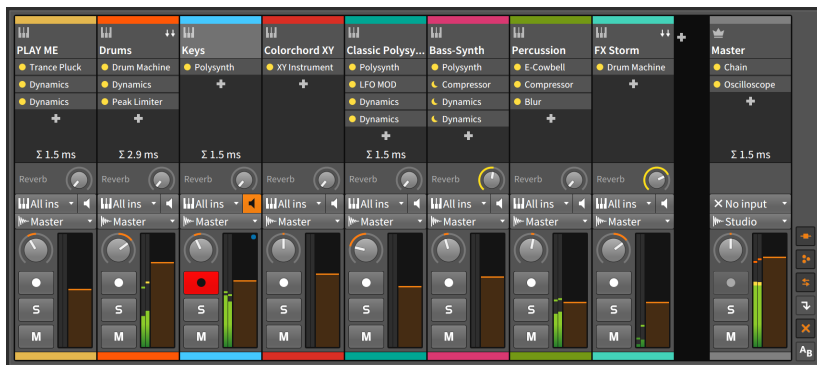 PLAY ME
Drums
Keys
Colorchord XY
Classic Polysy...
Bass-Synth
Percussion
FX Storm
Master
Trance Pluck
Drum Machine
Polysynth
XY Instrument
Polysynth
Polysynth
E-Cowbell
Drum Machine
Chain
Dynamics
Dynamics
LFO MOD
Compressor
Compressor
Oscilloscope
Dynamics
Peak Limiter
Dynamics
Dynamics
Blur
Dynamics
Dynamics
Σ 1.5 ms
Σ 2.9 ms
Σ 1.5 ms
Σ 1.5 ms
Σ 1.5 ms
Reverb
Reverb
Reverb
Reverb
Reverb
Reverb
Reverb
Reverb
All ins
All ins
All ins
All ins
All ins
All ins
All ins
All ins
No input
Master
Master
Master
Master
Master
Master
Master
Master
Studio
S
S
S
S
S
S
S
S
S
M
M
M
M
M
M
M
M
M
AB